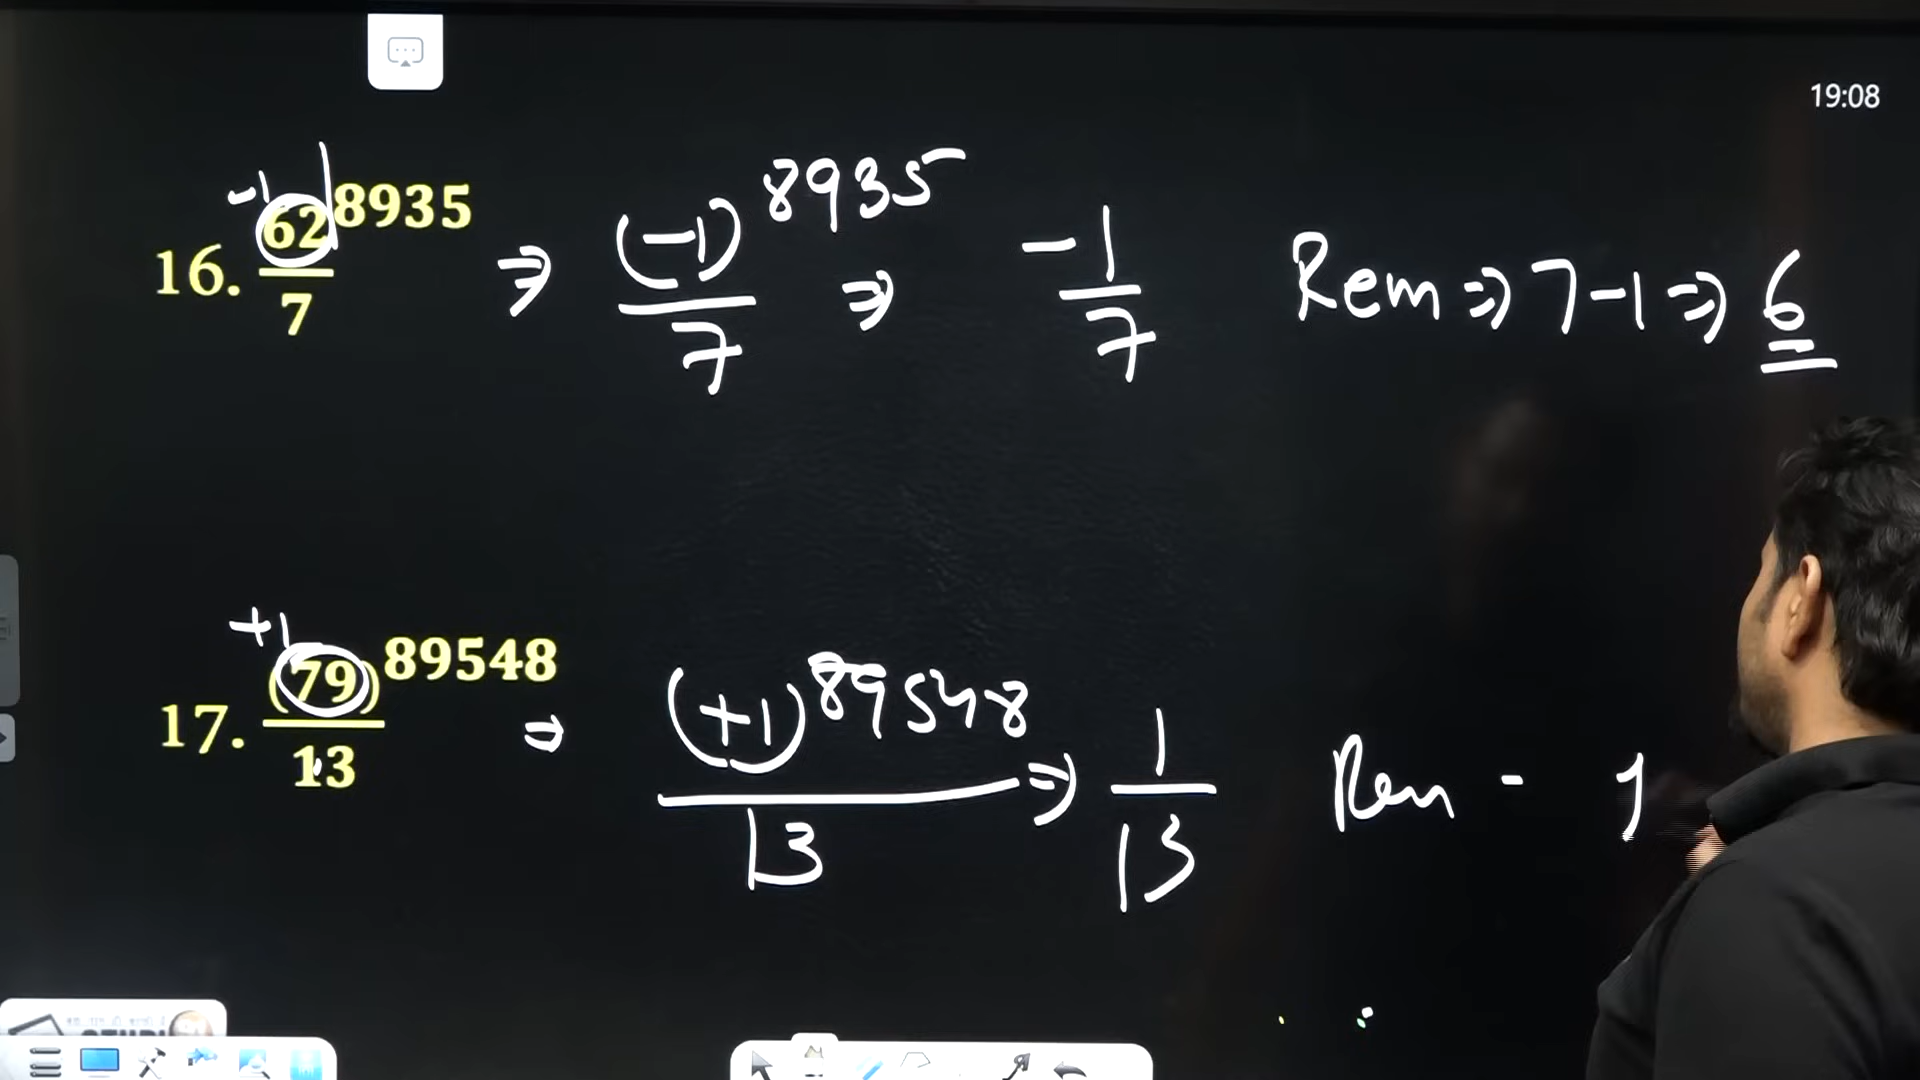 19:08
-1
16. 62^8935 / 7 ⇒ (-1)^8935 / 7 ⇒ -1 / 7 Rem ⇒ 7-1 ⇒ 6
+1
17. (79)^89548 / 13 ⇒ (+1)^89548 / 13 ⇒ 1 / 13 Rem - 1